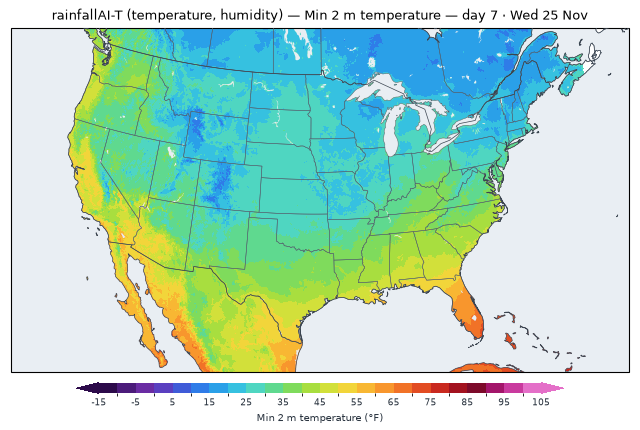 rainfallAI-T (temperature, humidity) — Min 2 m temperature — day 7 · Wed 25 Nov
-15 -5 5 15 25 35 45 55 65 75 85 95 105
Min 2 m temperature (°F)